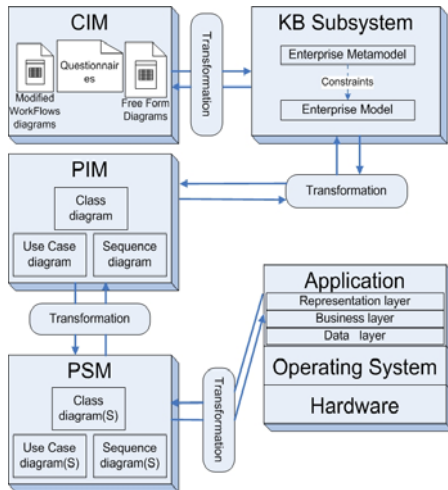 CIM
Questionnair
es
Modified
WorkFlows
diagrams
Free Form
Diagrams
Transformation
KB Subsystem
Enterprise Metamodel
Constraints
Enterprise Model
Transformation
PIM
Class
diagram
Use Case
diagram
Sequence
diagram
Transformation
PSM
Class
diagram(S)
Use Case
diagram(S)
Sequence
diagram(S)
Transformation
Application
Representation layer
Business layer
Data layer
Operating System
Hardware